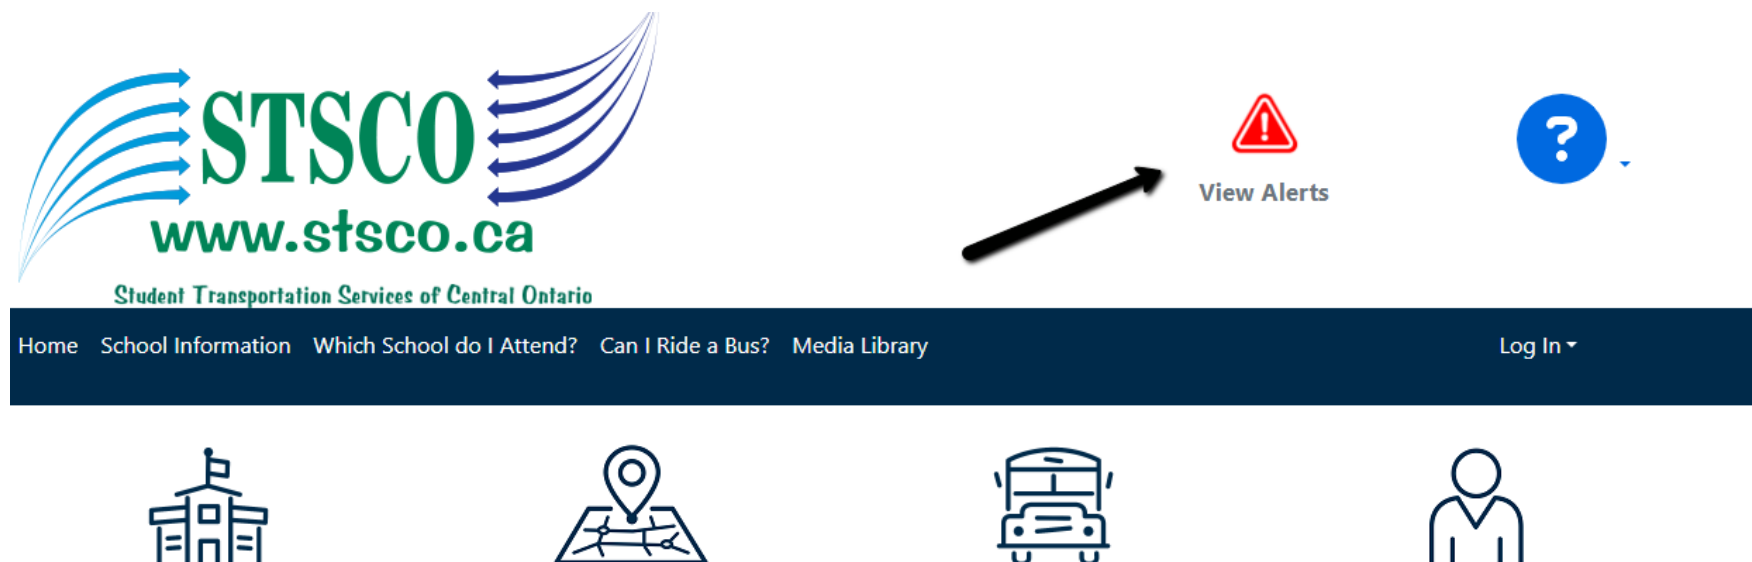 STSCO
www.stsco.ca
Student Transportation Services of Central Ontario
View Alerts
?
Home School Information Which School do I Attend? Can I Ride a Bus? Media Library Log In